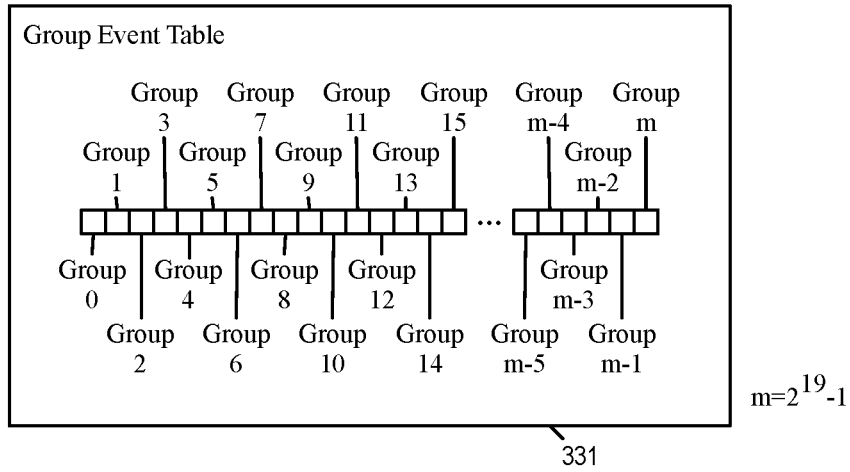 Group Event Table
Group Group Group Group Group Group
3 7 11 15 m-4 m
Group Group Group Group Group
1 5 9 13 m-2
...
Group Group Group Group Group
0 4 8 12 m-3
Group Group Group Group Group Group
2 6 10 14 m-5 m-1
m=2^19-1
331